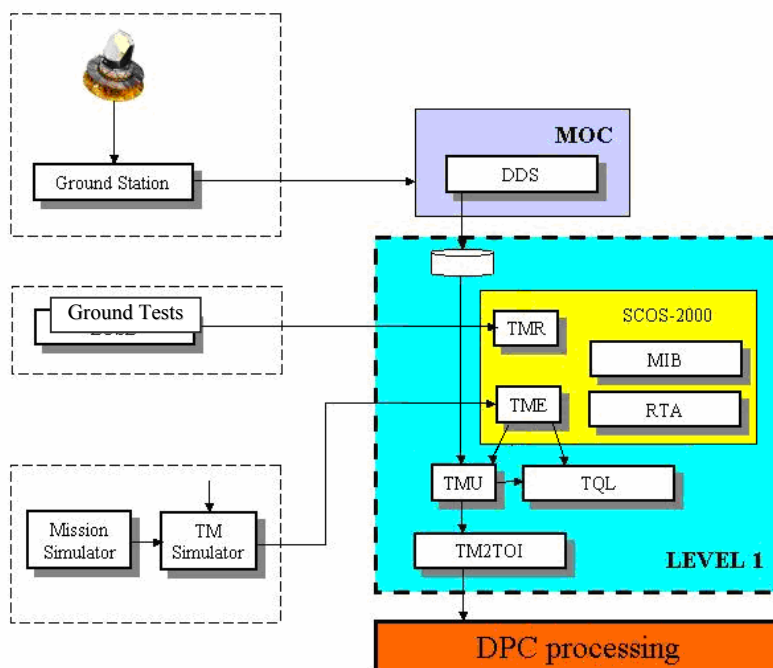 MOC
Ground Station
DDS
Ground Tests
SCOS-2000
TMR
MIB
TME
RTA
TMU
TQL
Mission
Simulator
TM
Simulator
TM2TOI
LEVEL 1
DPC processing